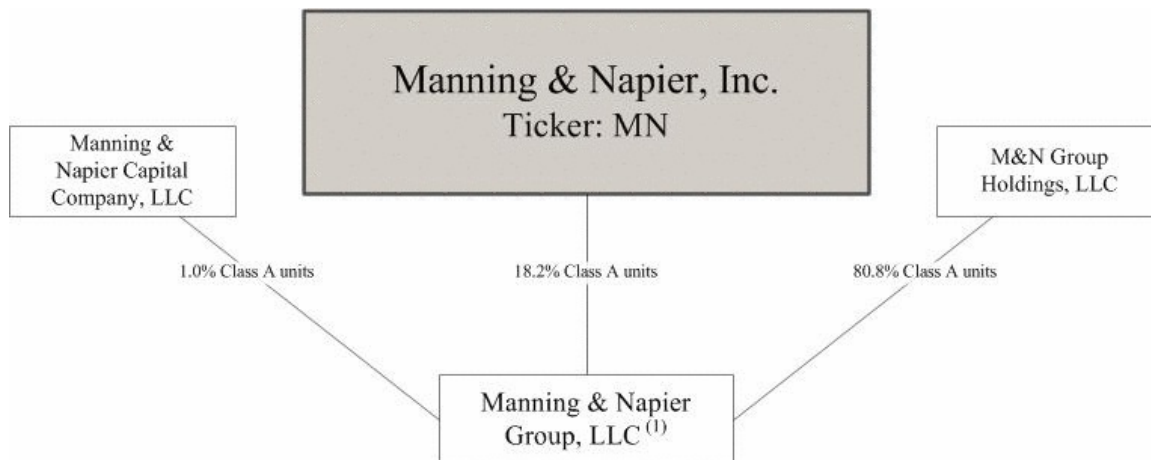 Manning & Napier, Inc.
Ticker: MN
Manning &
Napier Capital
Company, LLC
M&N Group
Holdings, LLC
1.0% Class A units
18.2% Class A units
80.8% Class A units
Manning & Napier
Group, LLC (1)